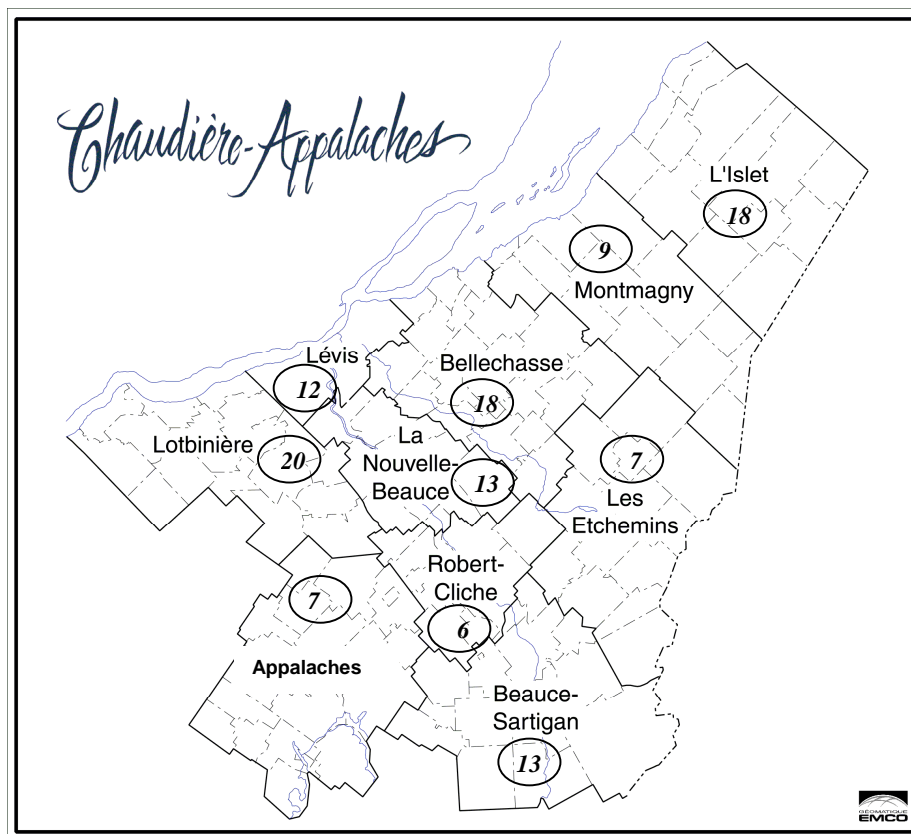 Chaudière-Appalaches
L'Islet
18
9
Montmagny
Lévis
12
Bellechasse
18
Lotbinière
20
La
Nouvelle-
Beauce
13
7
Les
Etchemins
Robert-
Cliche
6
7
Appalaches
Beauce-
Sartigan
13
GÉOMATIQUE
EMCO